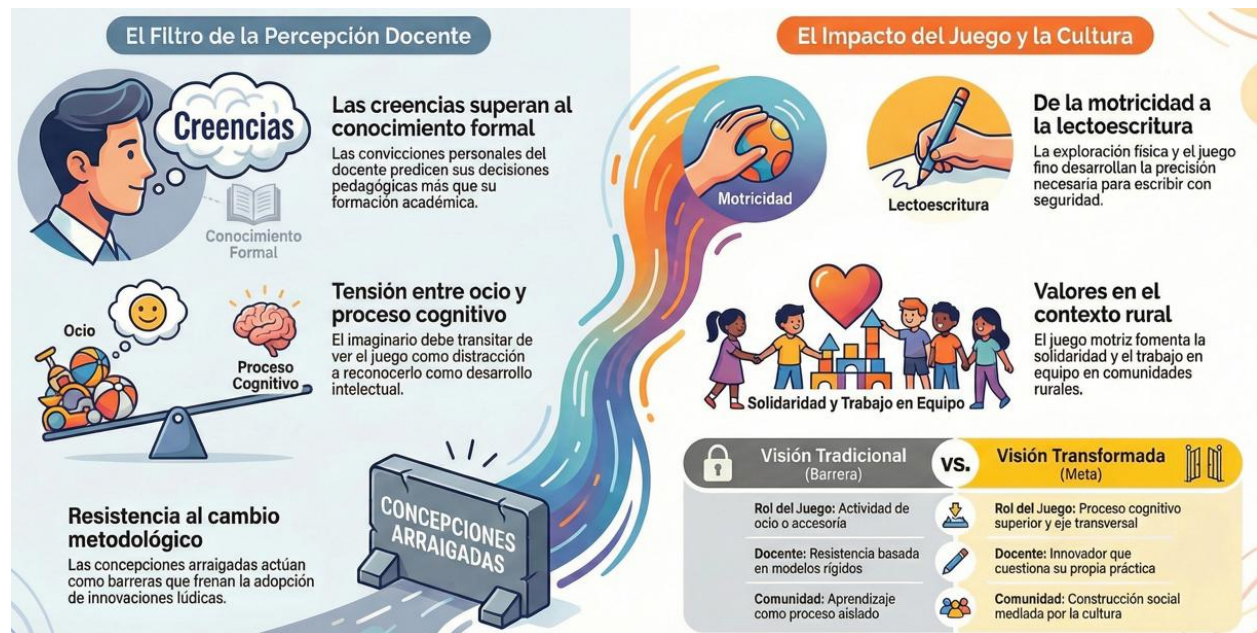 El Filtro de la Percepción Docente
Creencias
Conocimiento
Formal
Las creencias superan al
conocimiento formal
Las convicciones personales del
docente predicen sus decisiones
pedagógicas más que su
formación académica.
Ocio
Proceso
Cognitivo
Tensión entre ocio y
proceso cognitivo
El imaginario debe transitar de
ver el juego como distracción
a reconocerlo como desarrollo
intelectual.
Resistencia al cambio
metodológico
Las concepciones arraigadas actúan
como barreras que frenan la adopción
de innovaciones lúdicas.
CONCEPCIONES
ARRAIGADAS
El Impacto del Juego y la Cultura
Motricidad
Lectoescritura
De la motricidad a
la lectoescritura
La exploración física y el juego
fino desarrollan la precisión
necesaria para escribir con
seguridad.
Solidaridad y Trabajo en Equipo
Valores en el
contexto rural
El juego motriz fomenta la
solidaridad y el trabajo en
equipo en comunidades
rurales.
Visión Tradicional
(Barrera)
VS.
Visión Transformada
(Meta)
Rol del Juego: Actividad de
ocio o accesoria
Rol del Juego: Proceso cognitivo
superior y eje transversal
Docente: Resistencia basada
en modelos rígidos
Docente: Innovador que
cuestiona su propia práctica
Comunidad: Aprendizaje
como proceso aislado
Comunidad: Construcción social
medlada por la cultura